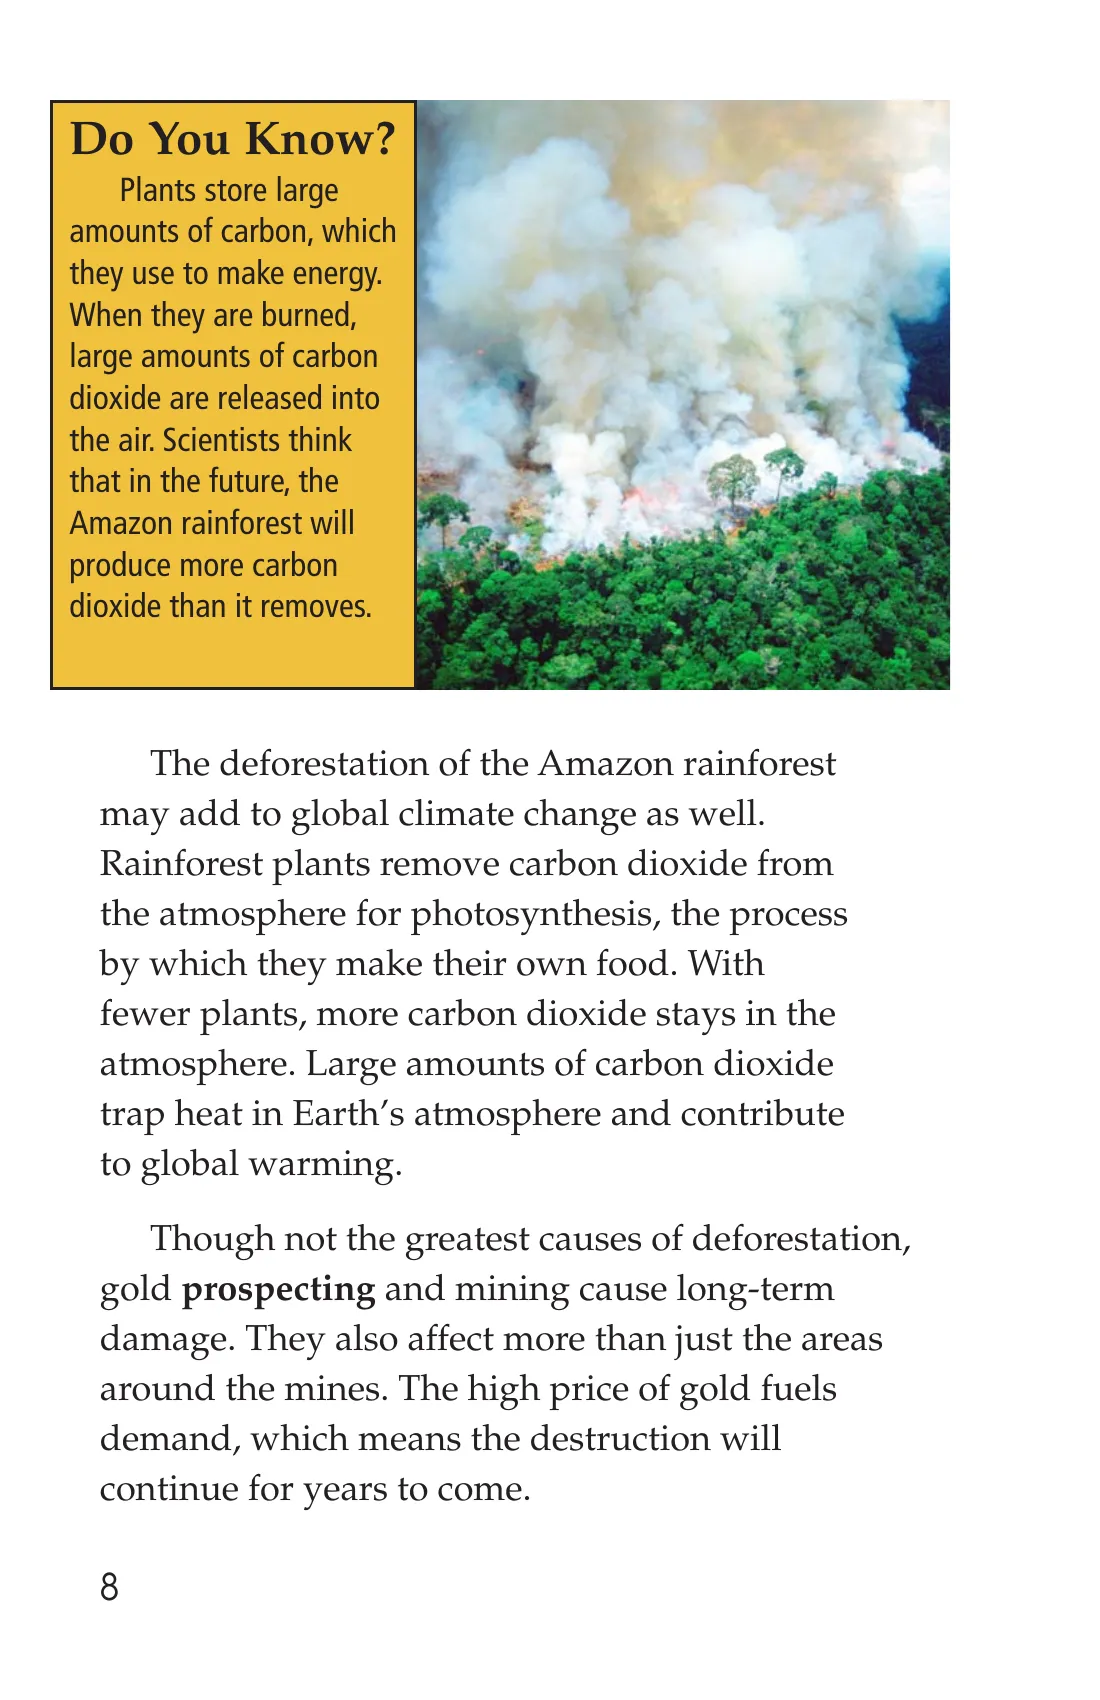 Do You Know?
Plants store large
amounts of carbon, which
they use to make energy.
When they are burned,
large amounts of carbon
dioxide are released into
the air. Scientists think
that in the future, the
Amazon rainforest will
produce more carbon
dioxide than it removes.
The deforestation of the Amazon rainforest
may add to global climate change as well.
Rainforest plants remove carbon dioxide from
the atmosphere for photosynthesis, the process
by which they make their own food. With
fewer plants, more carbon dioxide stays in the
atmosphere. Large amounts of carbon dioxide
trap heat in Earth’s atmosphere and contribute
to global warming.
Though not the greatest causes of deforestation,
gold prospecting and mining cause long-term
damage. They also affect more than just the areas
around the mines. The high price of gold fuels
demand, which means the destruction will
continue for years to come.
8